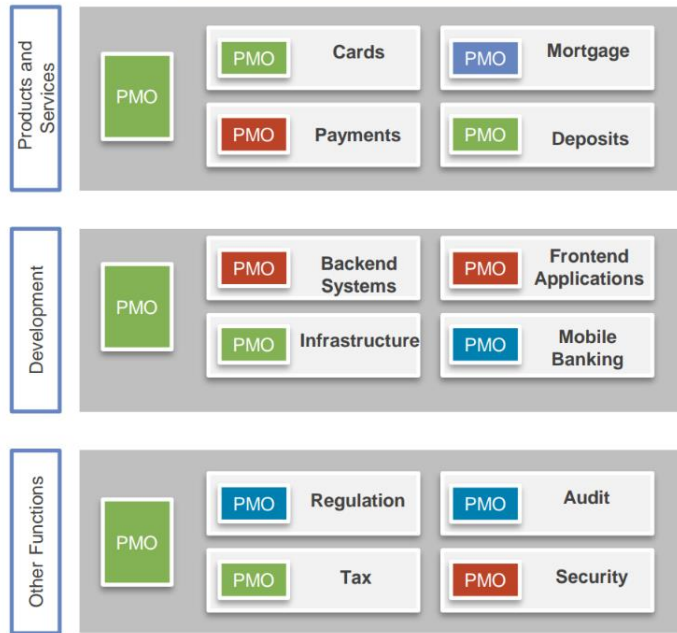 Products and
Services
PMO
PMO
Cards
PMO
Mortgage
PMO
Payments
PMO
Deposits
Development
PMO
PMO
Backend
Systems
PMO
Frontend
Applications
PMO
Infrastructure
PMO
Mobile
Banking
Other Functions
PMO
PMO
Regulation
PMO
Audit
PMO
Tax
PMO
Security